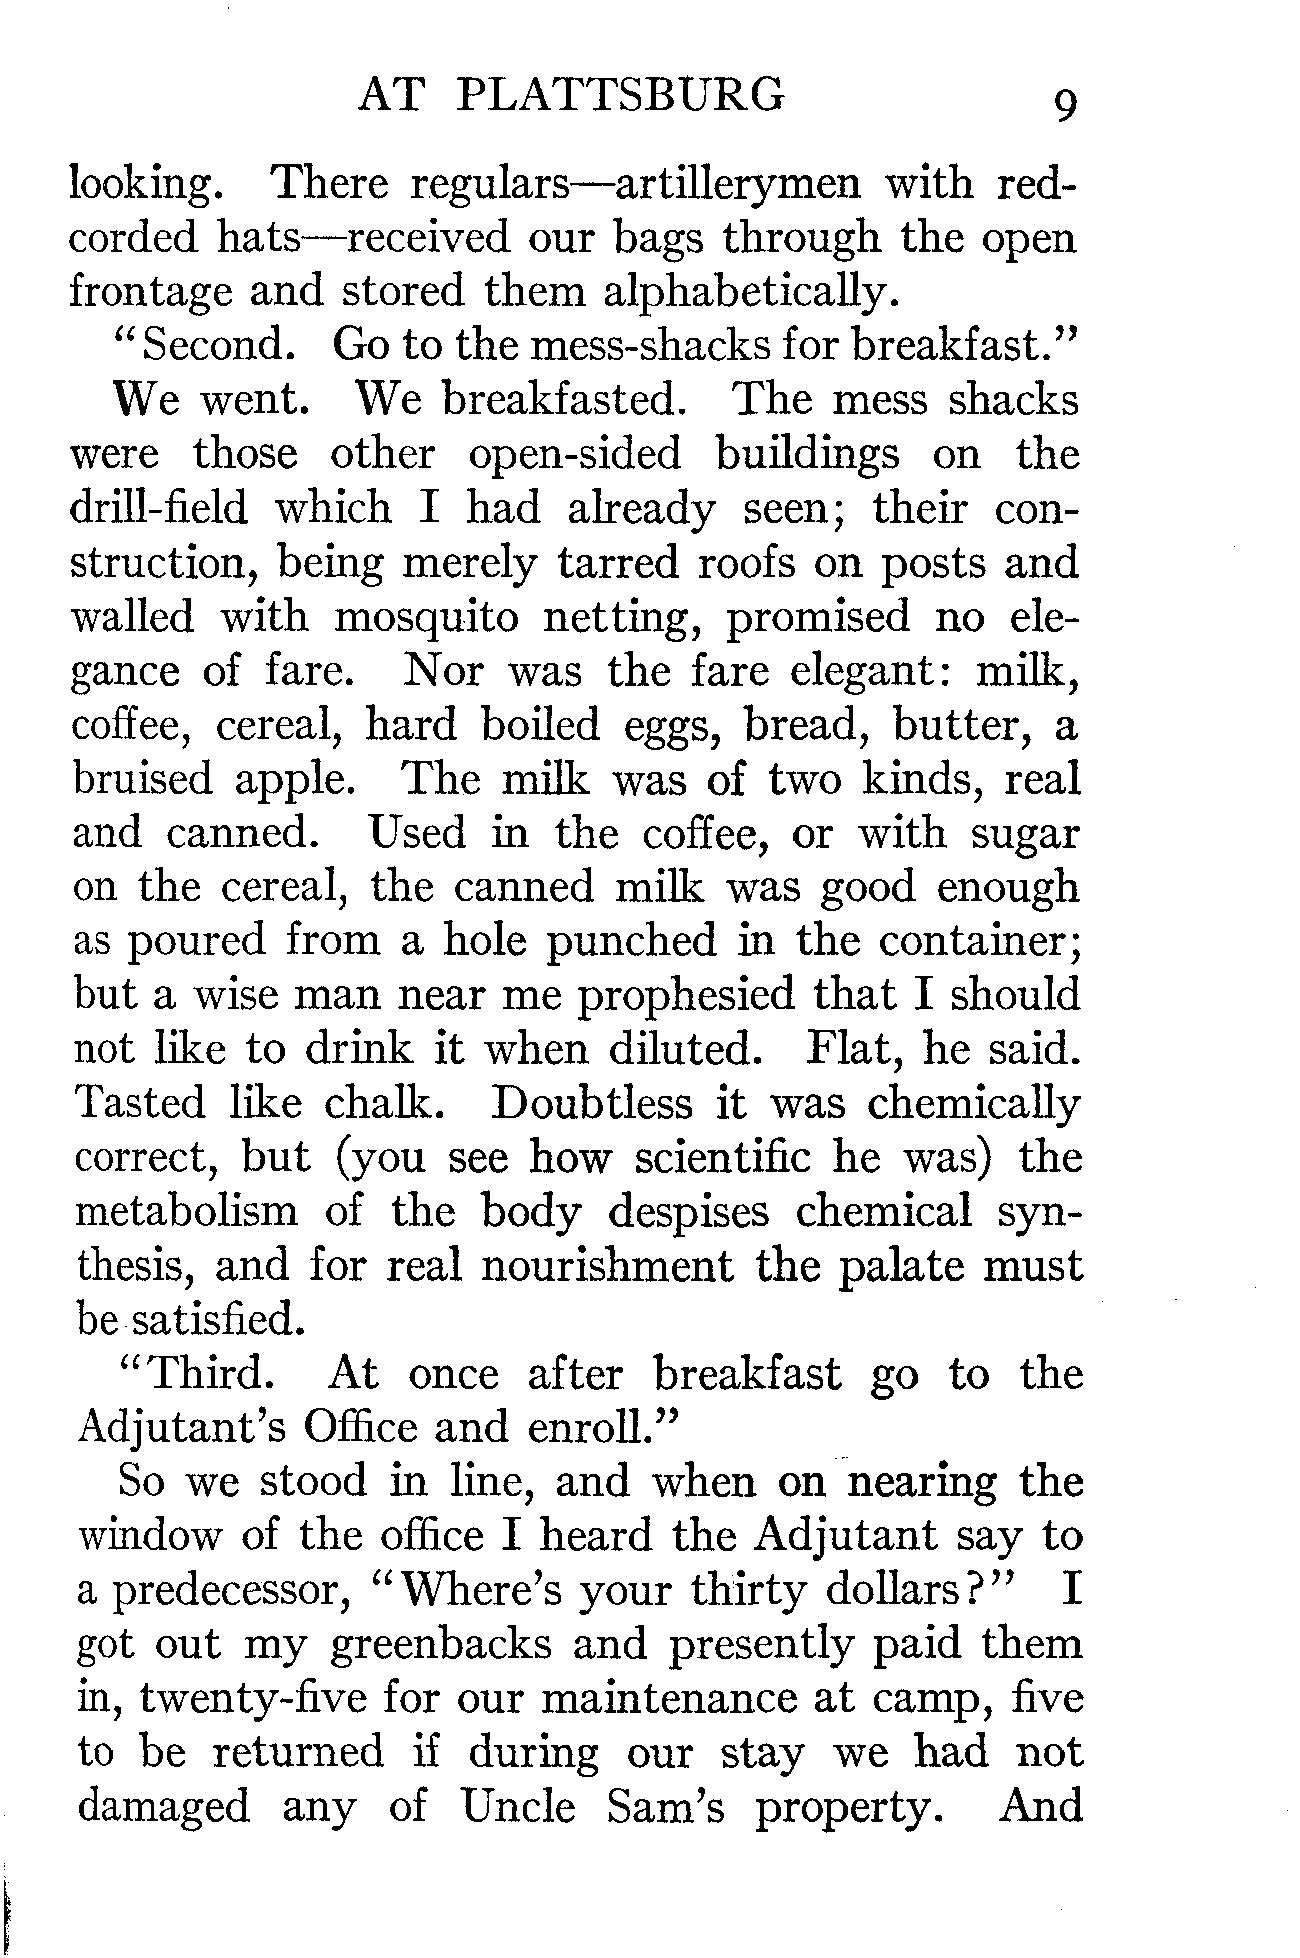 AT PLATTSBURG 9
looking. There regulars—artillerymen with red-
corded hats—received our bags through the open
frontage and stored them alphabetically.
"Second. Go to the mess-shacks for breakfast."
We went. We breakfasted. The mess shacks
were those other open-sided buildings on the
drill-field which I had already seen; their con-
struction, being merely tarred roofs on posts and
walled with mosquito netting, promised no ele-
gance of fare. Nor was the fare elegant: milk,
coffee, cereal, hard boiled eggs, bread, butter, a
bruised apple. The milk was of two kinds, real
and canned. Used in the coffee, or with sugar
on the cereal, the canned milk was good enough
as poured from a hole punched in the container;
but a wise man near me prophesied that I should
not like to drink it when diluted. Flat, he said.
Tasted like chalk. Doubtless it was chemically
correct, but (you see how scientific he was) the
metabolism of the body despises chemical syn-
thesis, and for real nourishment the palate must
be satisfied.
"Third. At once after breakfast go to the
Adjutant's Office and enroll."
So we stood in line, and when on nearing the
window of the office I heard the Adjutant say to
a predecessor, "Where's your thirty dollars?" I
got out my greenbacks and presently paid them
in, twenty-five for our maintenance at camp, five
to be returned if during our stay we had not
damaged any of Uncle Sam's property. And